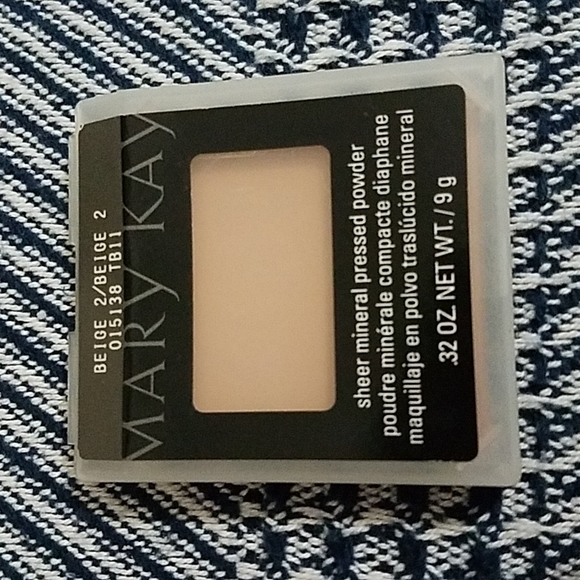 BEIGE 2/BEIGE 2
015138 TB11
MARY KAY
sheer mineral pressed powder
poudre minérale compacte diaphane
maquillaje en polvo traslúcido mineral
.32 OZ. NET WT. / 9 g